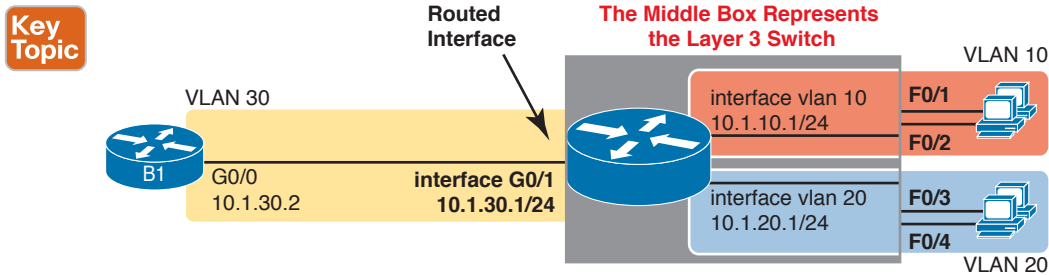 Key
Topic
Routed
Interface
The Middle Box Represents
the Layer 3 Switch
VLAN 10
VLAN 30
interface vlan 10
10.1.10.1/24
F0/1
F0/2
B1
G0/0
10.1.30.2
interface G0/1
10.1.30.1/24
interface vlan 20
10.1.20.1/24
F0/3
F0/4
VLAN 20